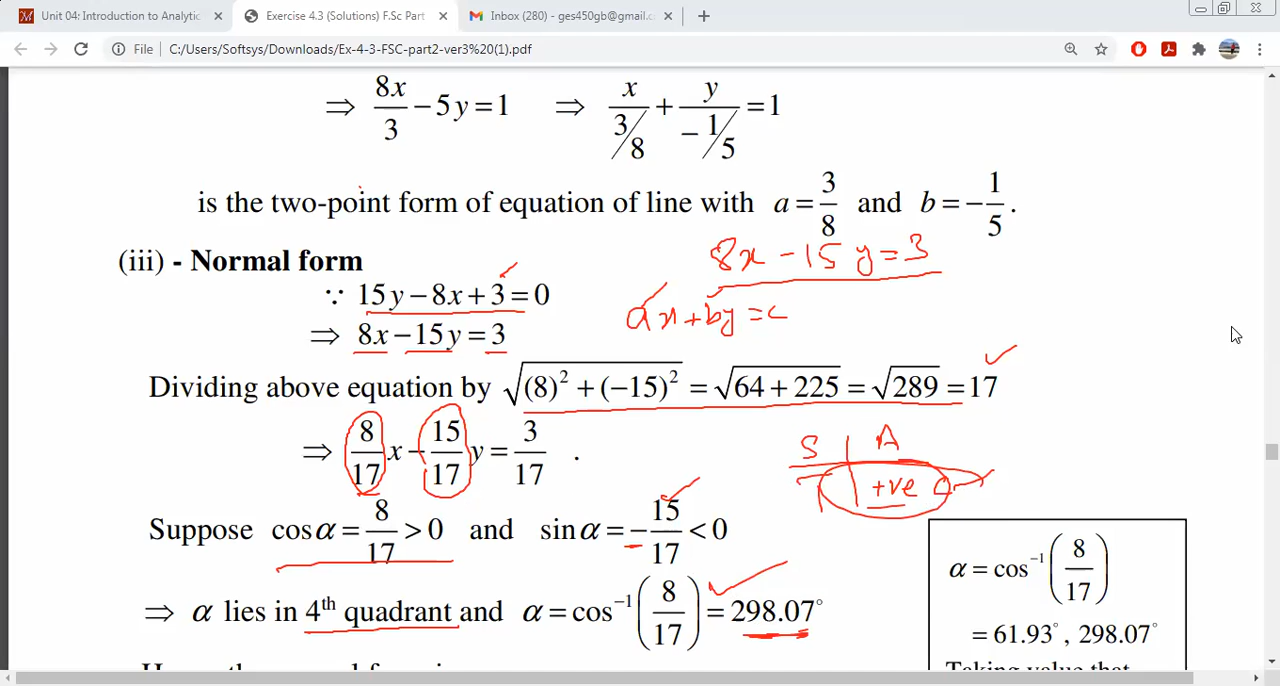 Unit 04: Introduction to Analytic
Exercise 4.3 (Solutions) F.Sc Part
Inbox (280) - ges450gb@gmail.c
File | C:/Users/Softsys/Downloads/Ex-4-3-FSC-part2-ver3%20(1).pdf
⇒ 8x/3 − 5y = 1 ⇒ x/(3/8) + y/(−1/5) = 1
is the two-point form of equation of line with a = 3/8 and b = −1/5.
(iii) - Normal form
8x − 15y = 3
∵ 15y − 8x + 3 = 0
ax + by = c
⇒ 8x − 15y = 3
Dividing above equation by √((8)² + (−15)²) = √(64 + 225) = √289 = 17
⇒ 8/17 x − 15/17 y = 3/17 .
S | A
T | +ve C
Suppose cos α = 8/17 > 0 and sin α = −15/17 < 0
⇒ α lies in 4th quadrant and α = cos⁻¹(8/17) = 298.07°
α = cos⁻¹(8/17)
= 61.93°, 298.07°
Taking value that